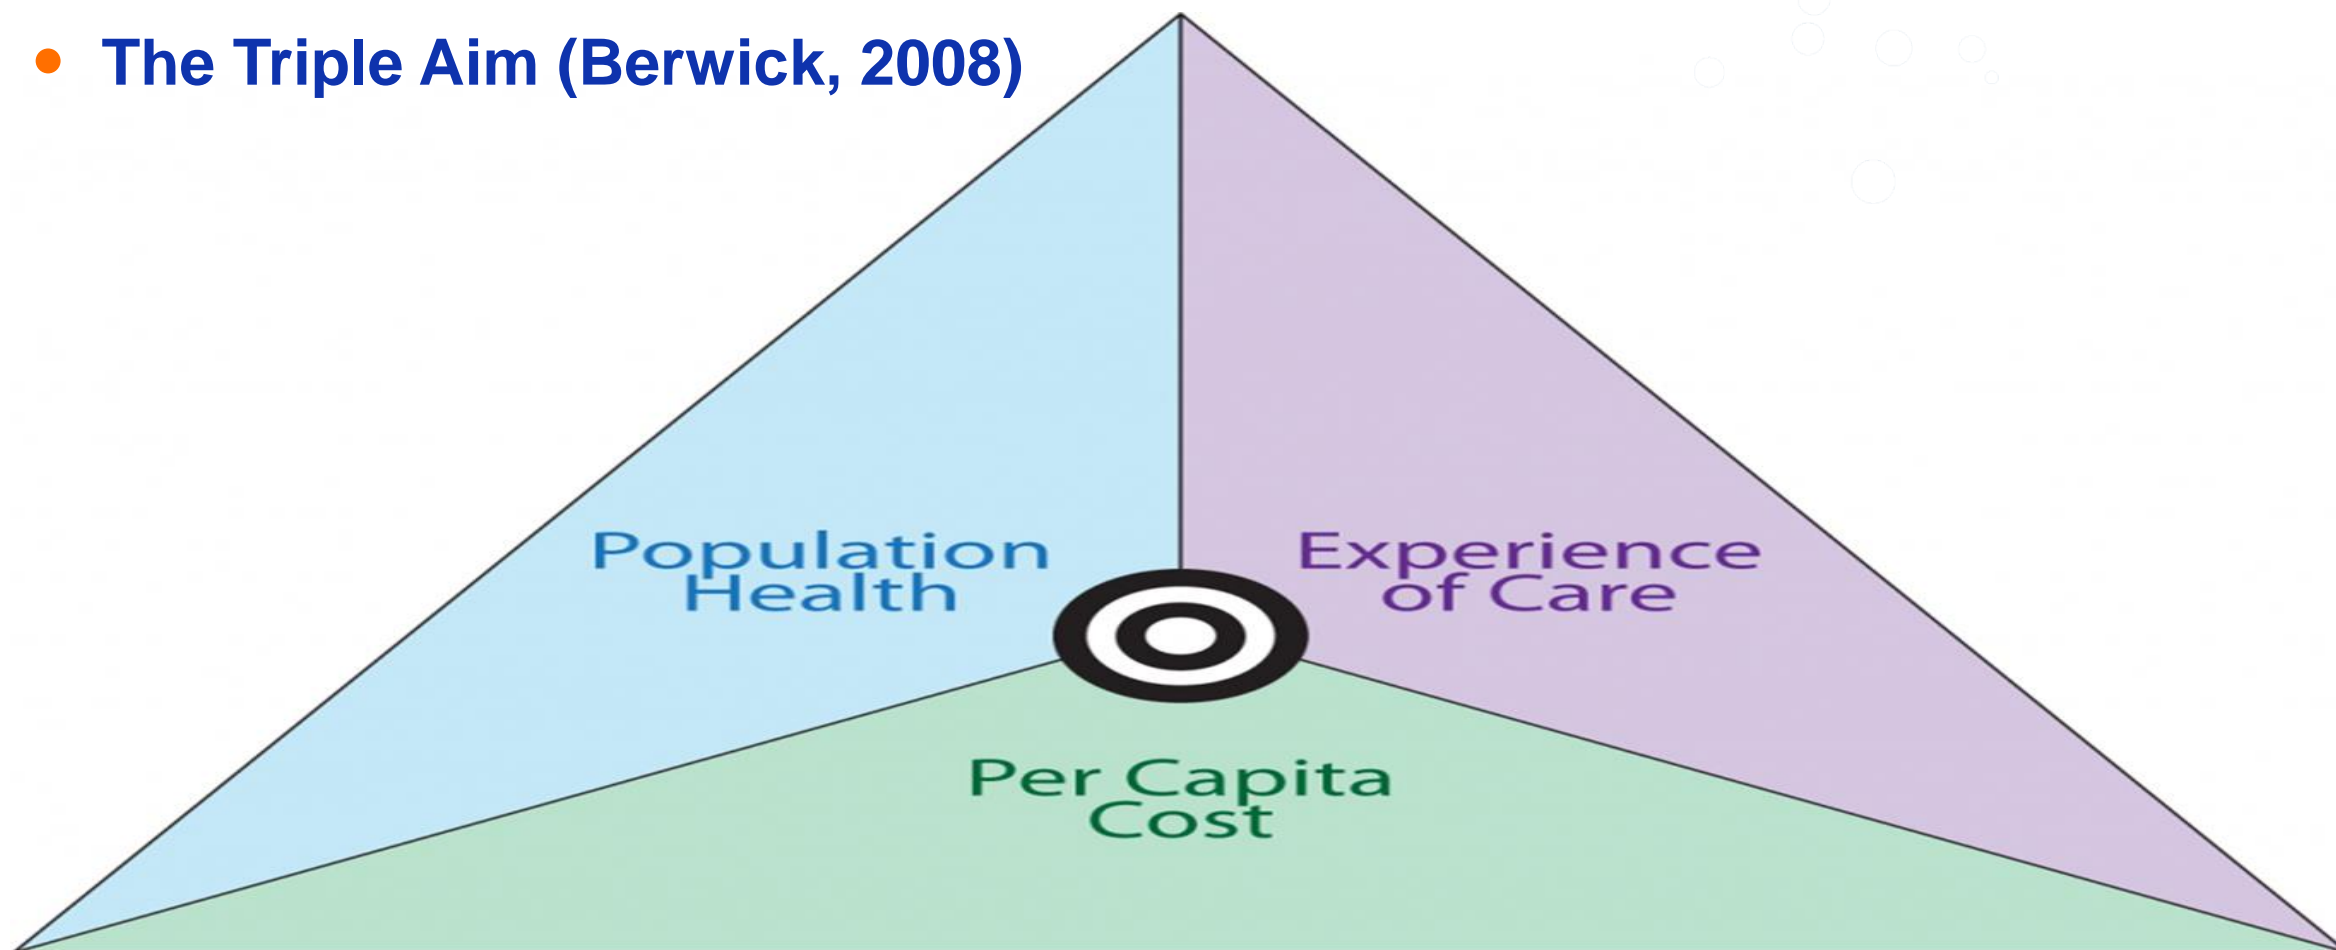 • The Triple Aim (Berwick, 2008)
Population
Health
Experience
of Care
Per Capita
Cost